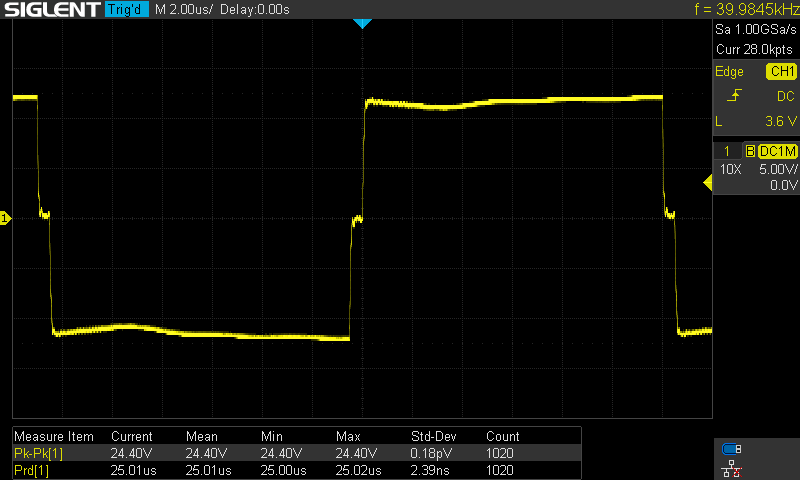 SIGLENT Trig'd M 2.00us/ Delay:0.00s f = 39.9845kHz
Sa 1.00GSa/s
Curr 28.0kpts
Edge CH1
DC
L 3.6 V
1 B DC1M
10X 5.00V/
0.0V
1
Measure Item Current Mean Min Max Std-Dev Count
Pk-Pk[1] 24.40V 24.40V 24.40V 24.40V 0.18pV 1020
Prd[1] 25.01us 25.01us 25.00us 25.02us 2.39ns 1020